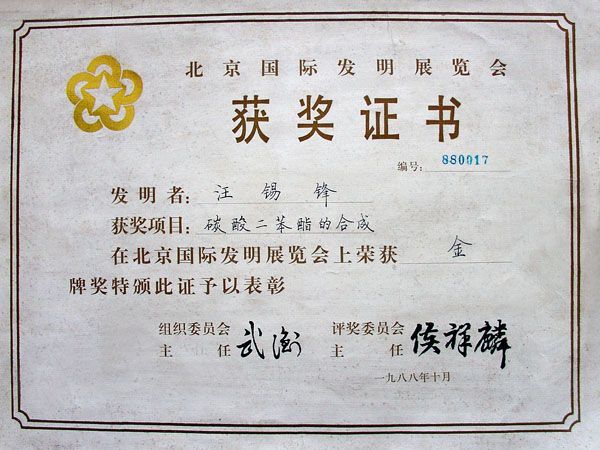 北京国际发明展览会
获奖证书
编号: 880017
发明者: 汪锡锋
获奖项目: 碳酸二苯酯的合成
在北京国际发明展览会上荣获 金
牌奖特颁此证予以表彰
组织委员会 评奖委员会
主任 武衡 主任 侯祥麟
一九八八年十月